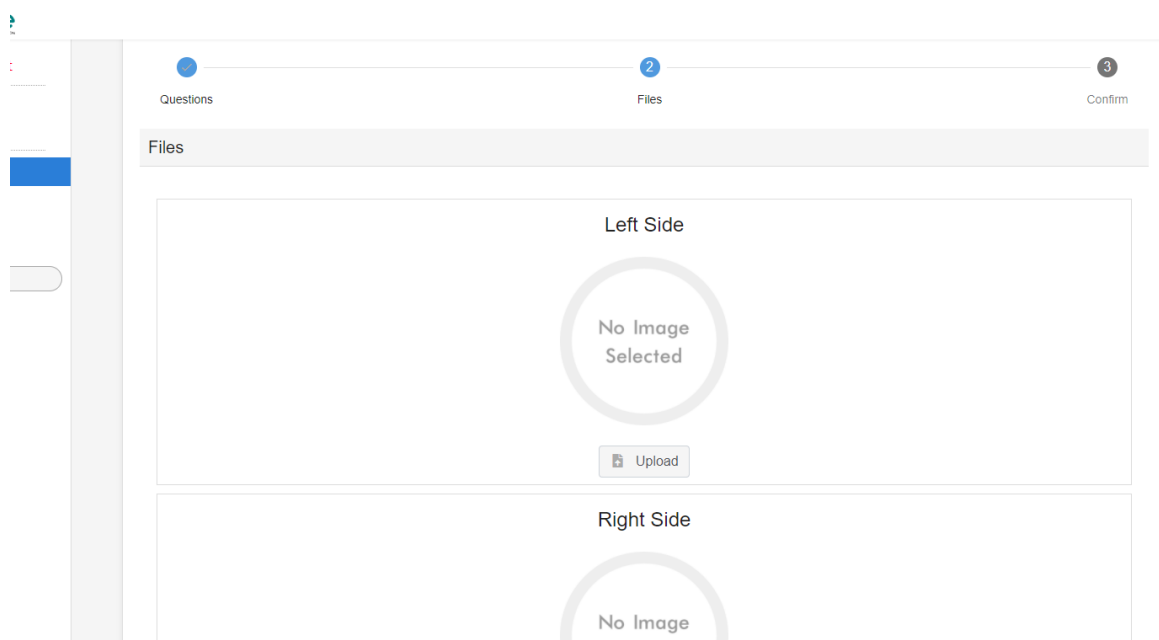 2
3
Questions
Files
Confirm
Files
Left Side
No Image
Selected
Upload
Right Side
No Image